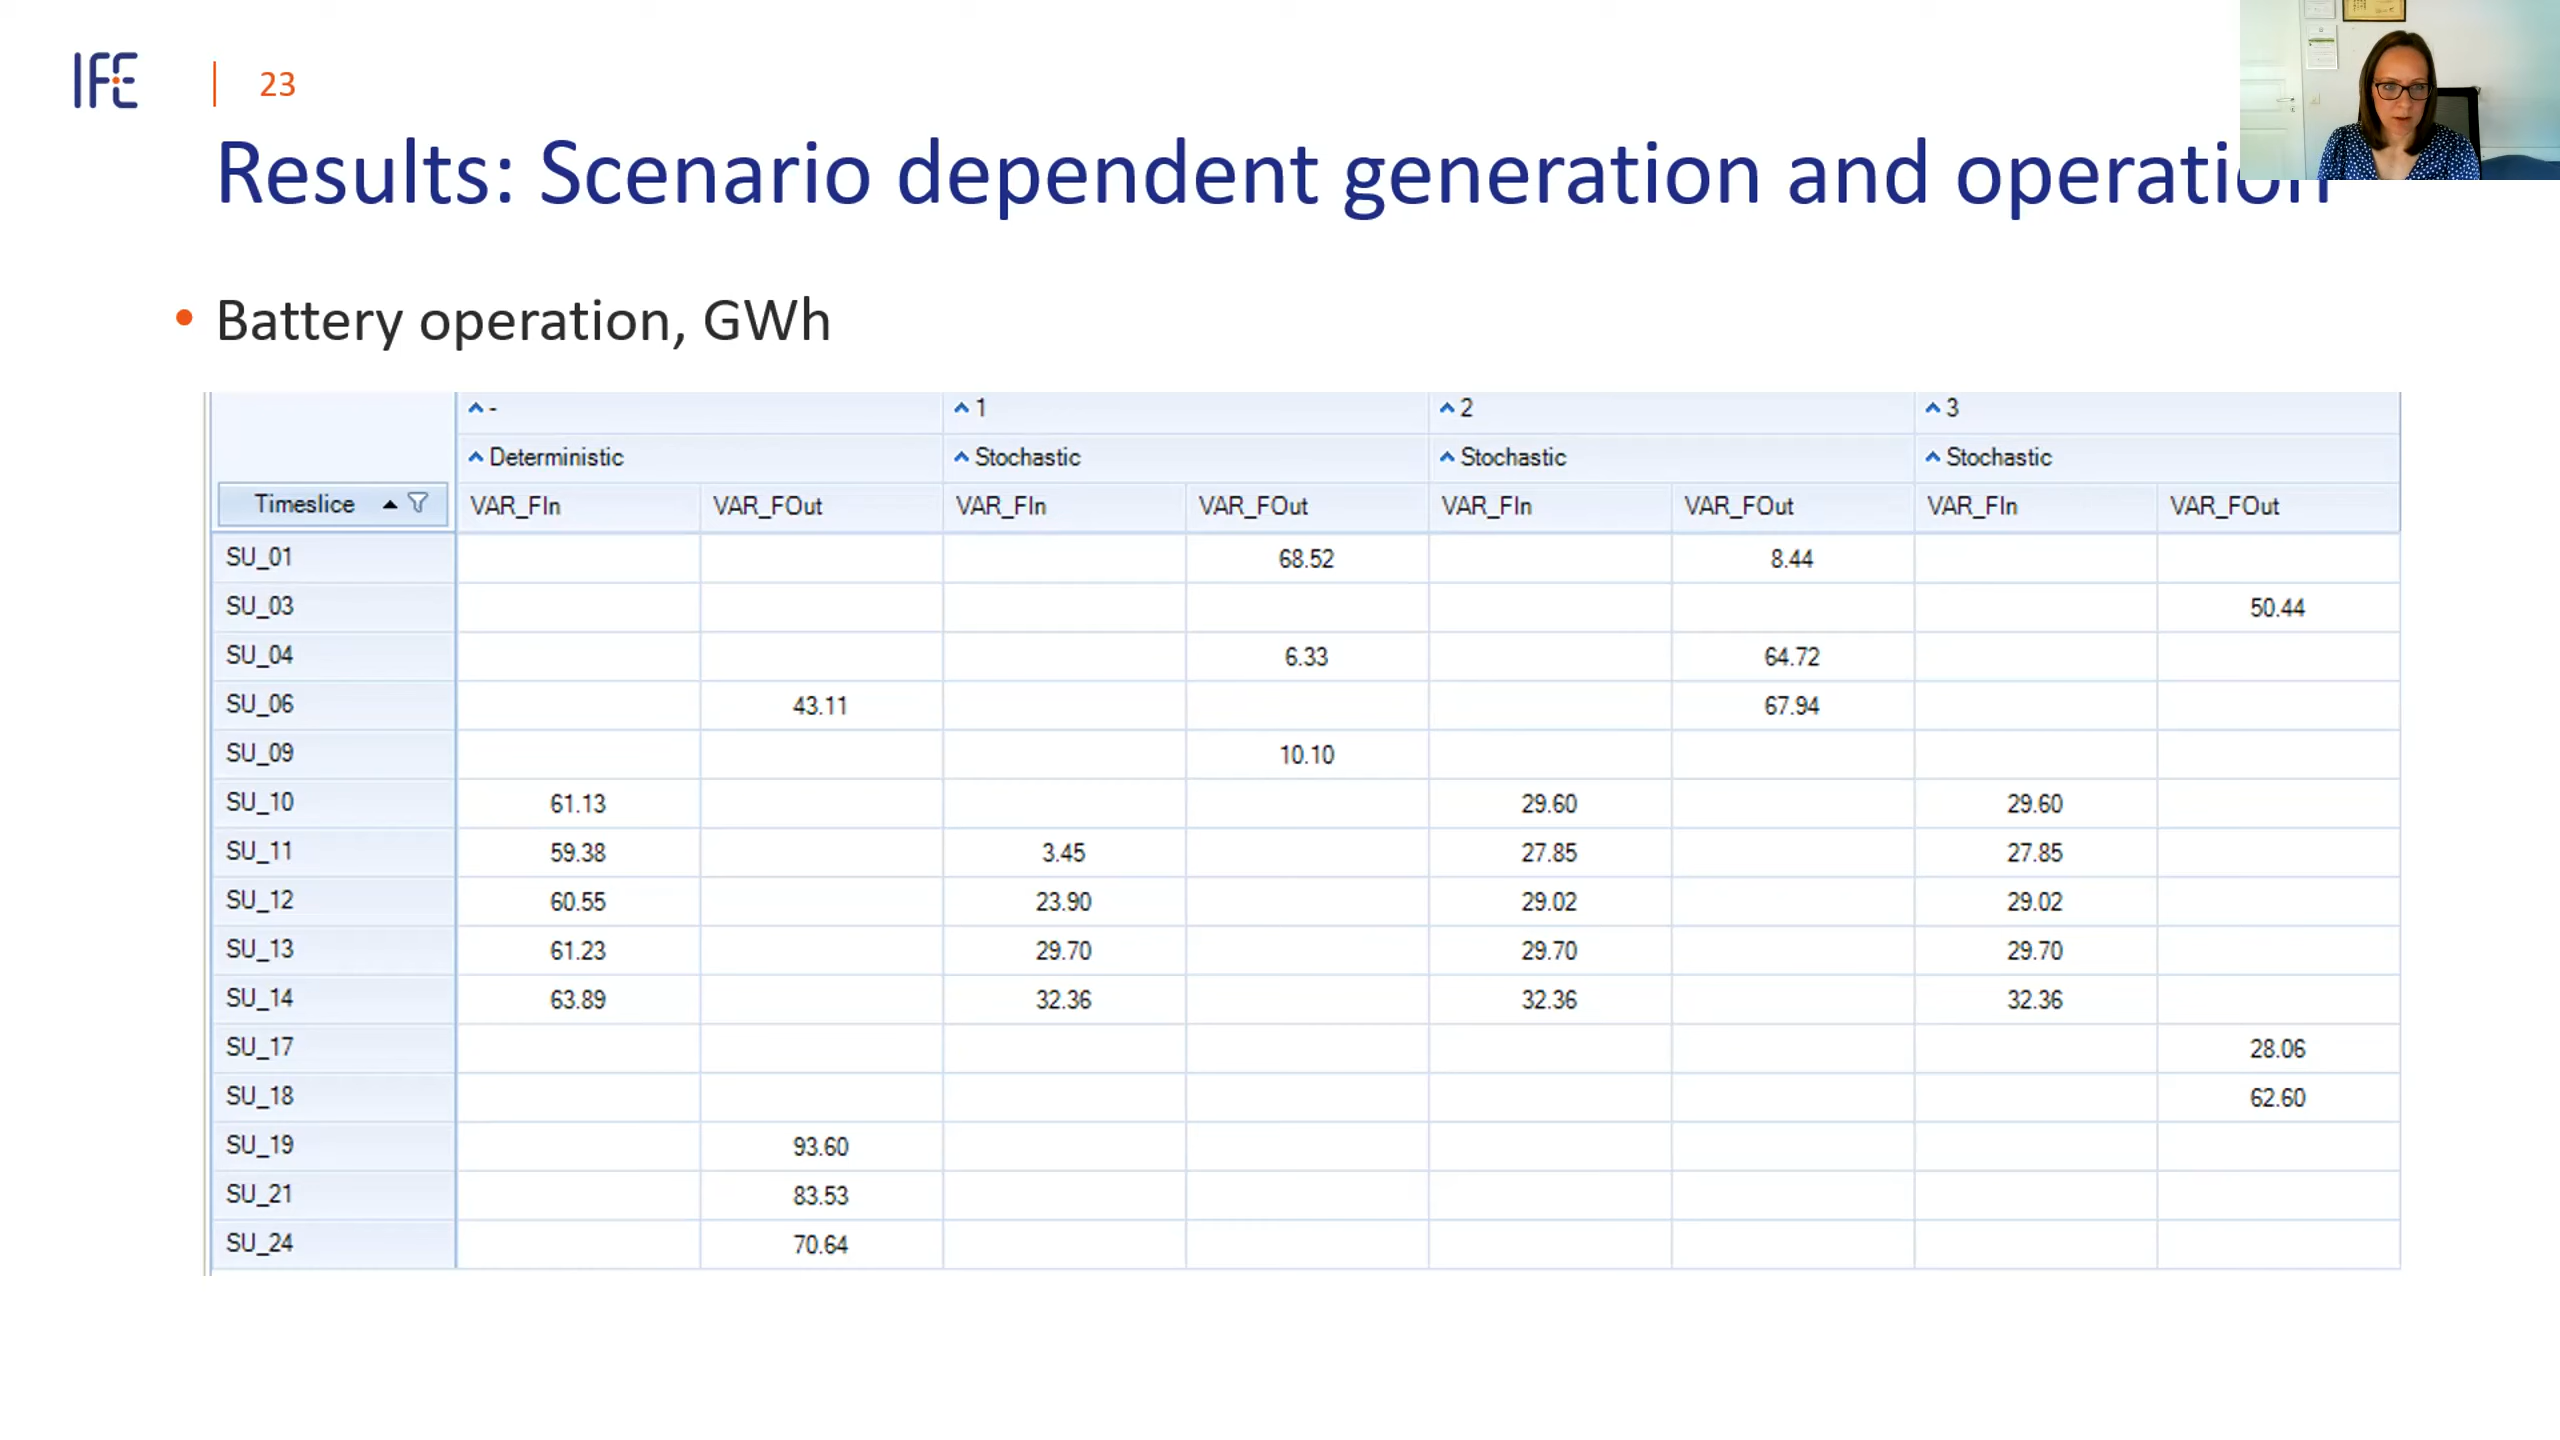 IFE
23
Results: Scenario dependent generation and operation
• Battery operation, GWh
- 1 2 3
Deterministic Stochastic Stochastic Stochastic
Timeslice VAR_FIn VAR_FOut VAR_FIn VAR_FOut VAR_FIn VAR_FOut VAR_FIn VAR_FOut
SU_01 68.52 8.44
SU_03 50.44
SU_04 6.33 64.72
SU_06 43.11 67.94
SU_09 10.10
SU_10 61.13 29.60 29.60
SU_11 59.38 3.45 27.85 27.85
SU_12 60.55 23.90 29.02 29.02
SU_13 61.23 29.70 29.70 29.70
SU_14 63.89 32.36 32.36 32.36
SU_17 28.06
SU_18 62.60
SU_19 93.60
SU_21 83.53
SU_24 70.64